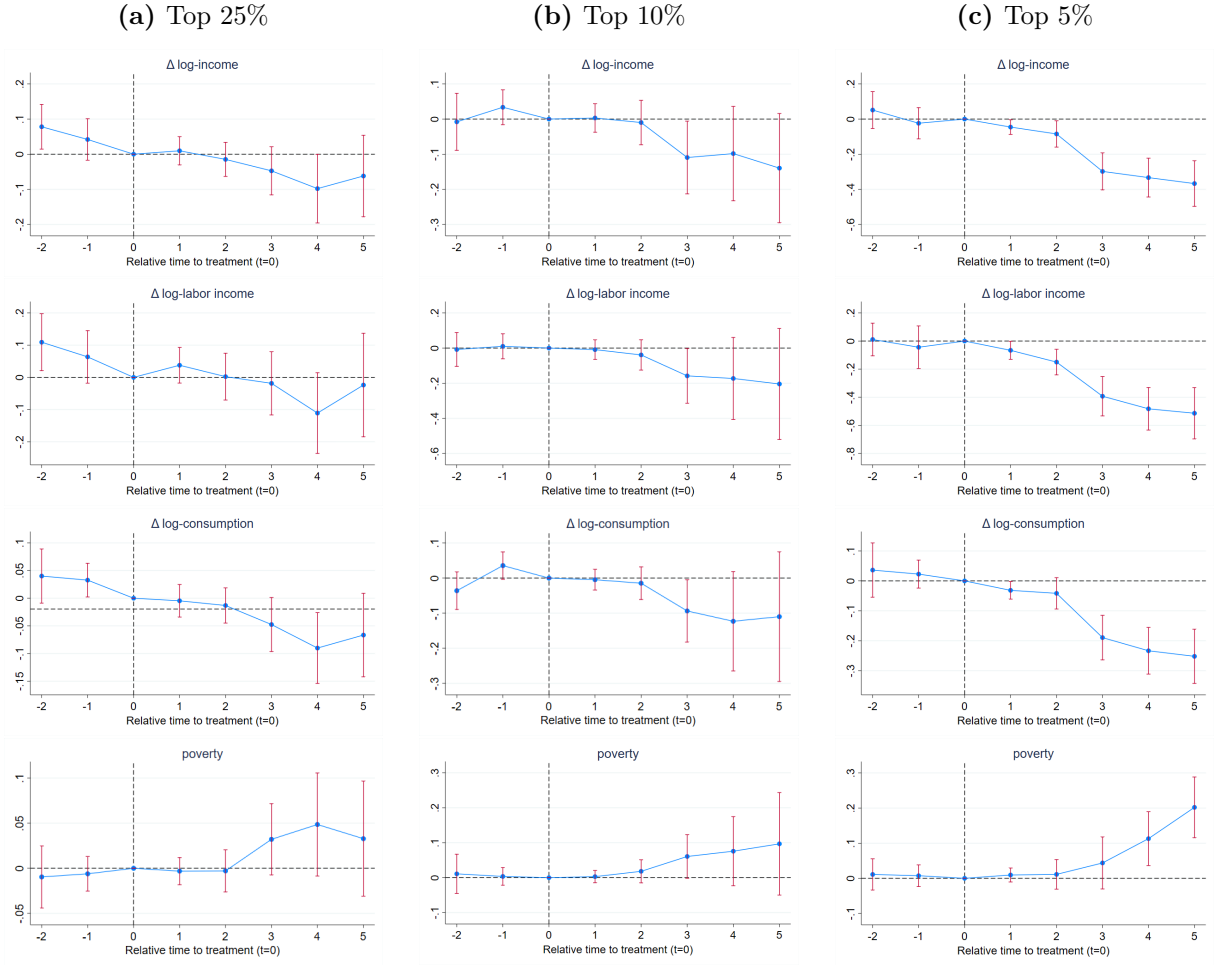 (a) Top 25%
(b) Top 10%
(c) Top 5%
Δ log-income
.2
.1
0
-.1
-.2
-2 -1 0 1 2 3 4 5
Relative time to treatment (t=0)
Δ log-income
.1
0
-.1
-.2
-.3
-2 -1 0 1 2 3 4 5
Relative time to treatment (t=0)
Δ log-income
.2
0
-.2
-.4
-.6
-2 -1 0 1 2 3 4 5
Relative time to treatment (t=0)
Δ log-labor income
.2
.1
0
-.1
-.2
-2 -1 0 1 2 3 4 5
Relative time to treatment (t=0)
Δ log-labor income
.2
0
-.2
-.4
-.6
-2 -1 0 1 2 3 4 5
Relative time to treatment (t=0)
Δ log-labor income
.2
0
-.2
-.4
-.6
-.8
-2 -1 0 1 2 3 4 5
Relative time to treatment (t=0)
Δ log-consumption
.1
.05
0
-.05
-.1
-.15
-2 -1 0 1 2 3 4 5
Relative time to treatment (t=0)
Δ log-consumption
.1
0
-.1
-.2
-.3
-2 -1 0 1 2 3 4 5
Relative time to treatment (t=0)
Δ log-consumption
.1
0
-.1
-.2
-.3
-2 -1 0 1 2 3 4 5
Relative time to treatment (t=0)
poverty
.1
.05
0
-.05
-2 -1 0 1 2 3 4 5
Relative time to treatment (t=0)
poverty
.3
.2
.1
0
-.1
-2 -1 0 1 2 3 4 5
Relative time to treatment (t=0)
poverty
.3
.2
.1
0
-.1
-2 -1 0 1 2 3 4 5
Relative time to treatment (t=0)